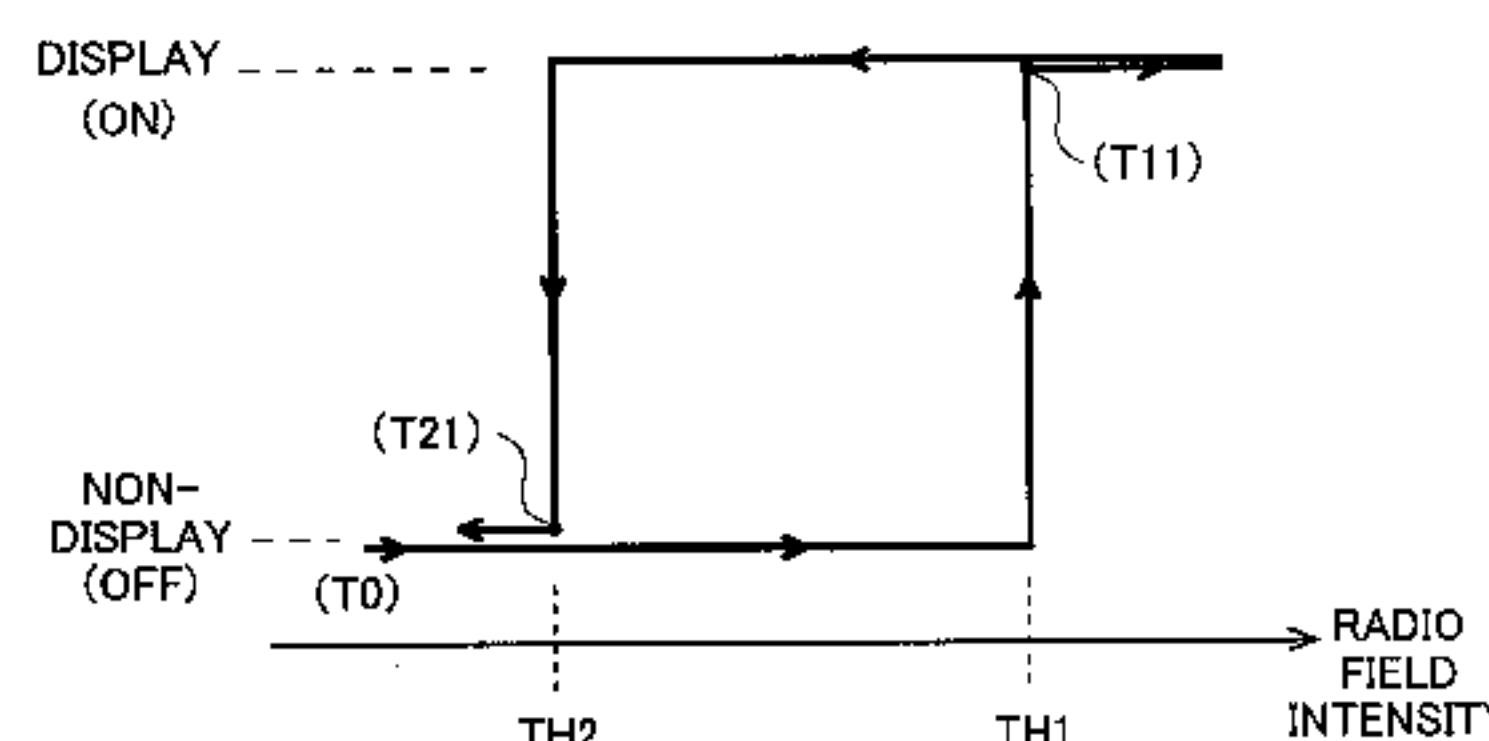 DISPLAY
(ON)
(T11)
(T21)
NON-
DISPLAY
(OFF)
(T0)
RADIO
FIELD
INTENSITY
TH2
TH1